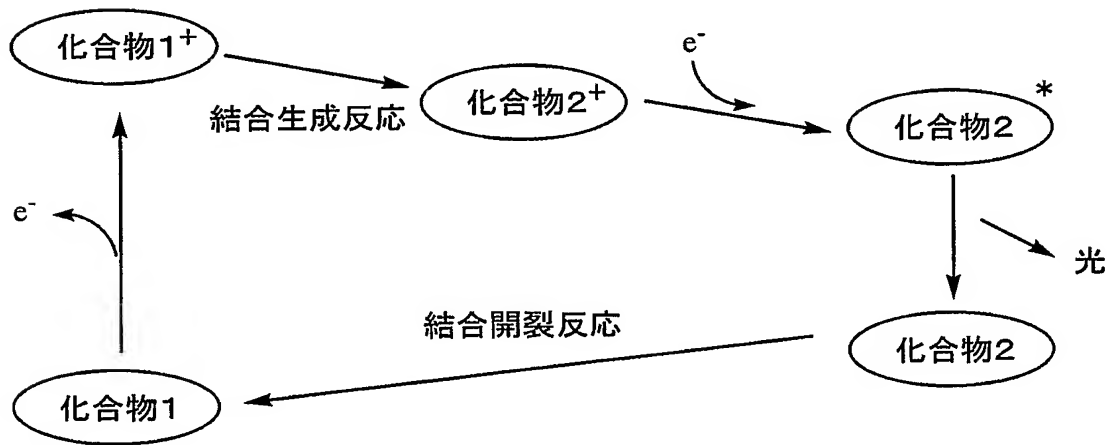 化合物1⁺
結合生成反応
化合物2⁺
e⁻
化合物2*
光
化合物2
結合開裂反応
化合物1
e⁻